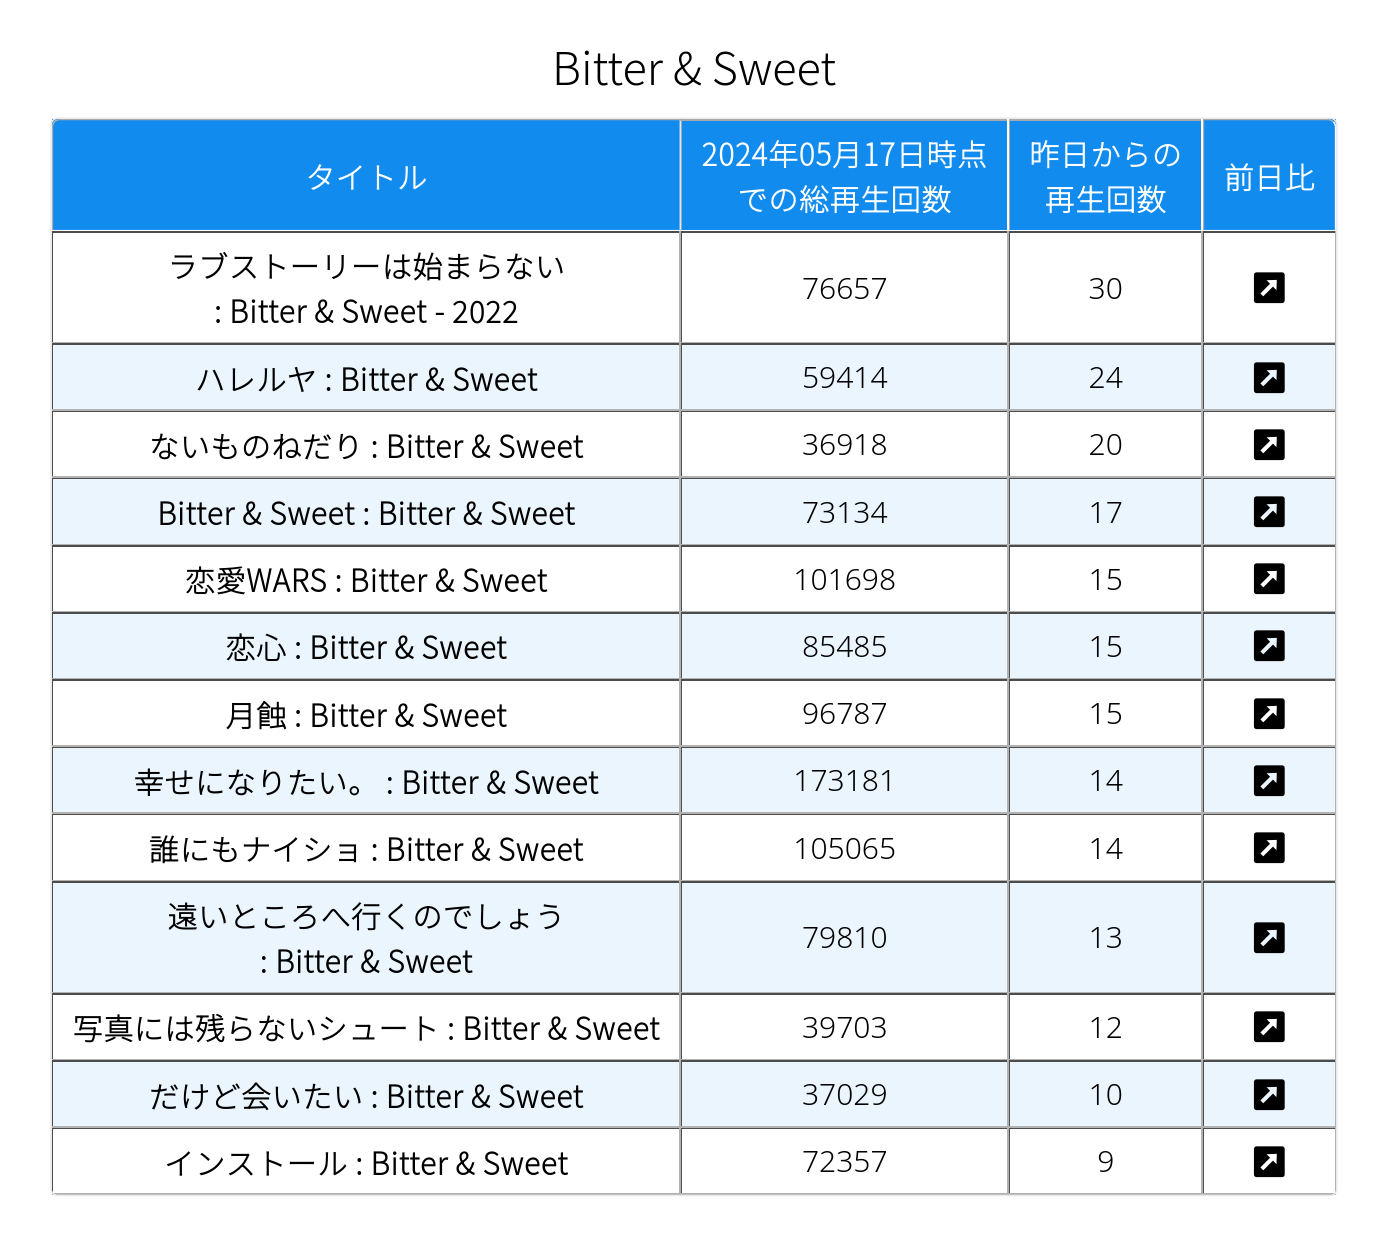 Bitter & Sweet
タイトル
2024年05月17日時点
での総再生回数
昨日からの
再生回数
前日比
ラブストーリーは始まらない
: Bitter & Sweet - 2022
76657
30
ハレルヤ : Bitter & Sweet
59414
24
ないものねだり : Bitter & Sweet
36918
20
Bitter & Sweet : Bitter & Sweet
73134
17
恋愛WARS : Bitter & Sweet
101698
15
恋心 : Bitter & Sweet
85485
15
月蝕 : Bitter & Sweet
96787
15
幸せになりたい。 : Bitter & Sweet
173181
14
誰にもナイショ : Bitter & Sweet
105065
14
遠いところへ行くのでしょう
: Bitter & Sweet
79810
13
写真には残らないシュート : Bitter & Sweet
39703
12
だけど会いたい : Bitter & Sweet
37029
10
インストール : Bitter & Sweet
72357
9